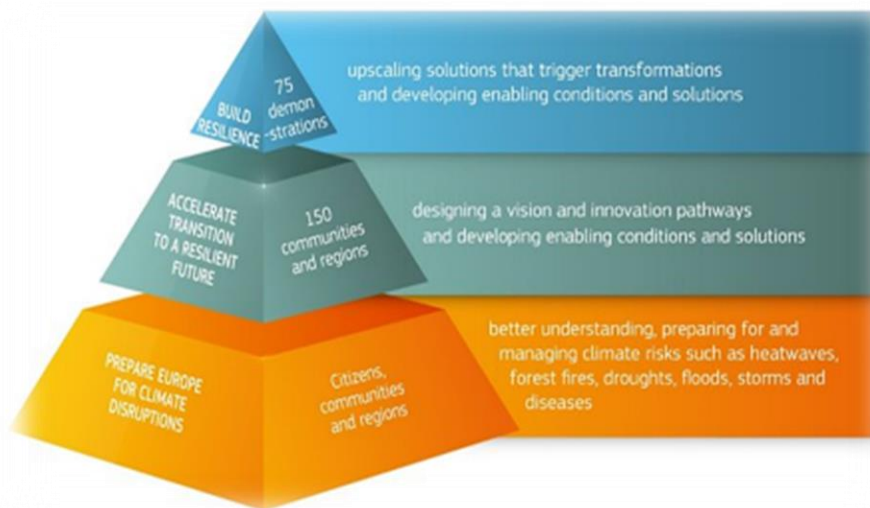 BUILD
RESILIENCE
75
demon
-strations
upscaling solutions that trigger transformations
and developing enabling conditions and solutions
ACCELERATE
TRANSITION
TO A RESILIENT
FUTURE
150
communities
and regions
designing a vision and innovation pathways
and developing enabling conditions and solutions
PREPARE EUROPE
FOR CLIMATE
DISRUPTIONS
Citizens,
communities
and regions
better understanding, preparing for and
managing climate risks such as heatwaves,
forest fires, droughts, floods, storms and
diseases